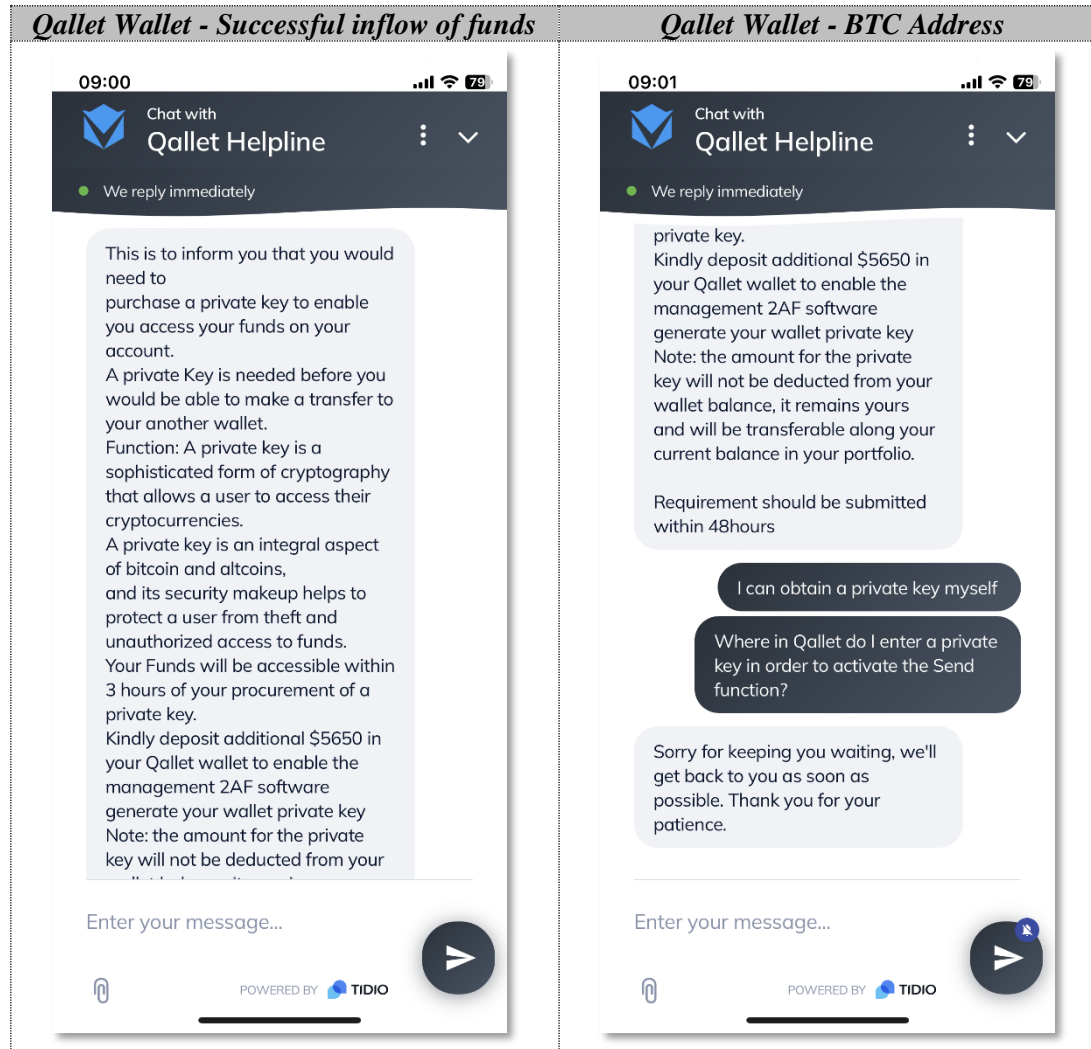 Qallet Wallet - Successful inflow of funds
Qallet Wallet - BTC Address
09:00
79
Chat with
Qallet Helpline
We reply immediately
This is to inform you that you would
need to
purchase a private key to enable
you access your funds on your
account.
A private Key is needed before you
would be able to make a transfer to
your another wallet.
Function: A private key is a
sophisticated form of cryptography
that allows a user to access their
cryptocurrencies.
A private key is an integral aspect
of bitcoin and altcoins,
and its security makeup helps to
protect a user from theft and
unauthorized access to funds.
Your Funds will be accessible within
3 hours of your procurement of a
private key.
Kindly deposit additional $5650 in
your Qallet wallet to enable the
management 2AF software
generate your wallet private key
Note: the amount for the private
key will not be deducted from your
Enter your message...
POWERED BY TIDIO
09:01
79
Chat with
Qallet Helpline
We reply immediately
private key.
Kindly deposit additional $5650 in
your Qallet wallet to enable the
management 2AF software
generate your wallet private key
Note: the amount for the private
key will not be deducted from your
wallet balance, it remains yours
and will be transferable along your
current balance in your portfolio.
Requirement should be submitted
within 48hours
I can obtain a private key myself
Where in Qallet do I enter a private
key in order to activate the Send
function?
Sorry for keeping you waiting, we'll
get back to you as soon as
possible. Thank you for your
patience.
Enter your message...
POWERED BY TIDIO